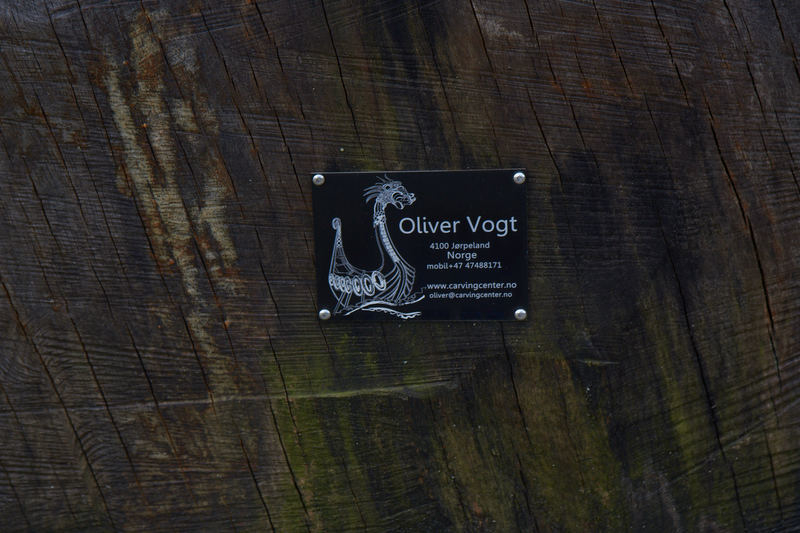 Oliver Vogt
4100 Jørpeland
Norge
mobil+47 47488171
www.carvingcenter.no
oliver@carvingcenter.no